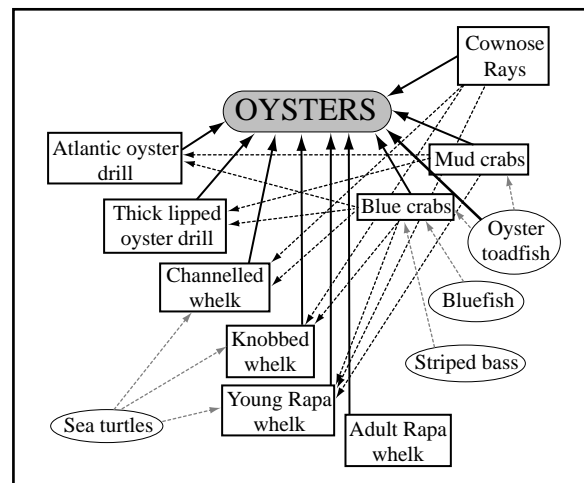 Cownose
Rays
OYSTERS
Atlantic oyster
drill
Mud crabs
Thick lipped
oyster drill
Blue crabs
Oyster
toadfish
Channelled
whelk
Bluefish
Knobbed
whelk
Striped bass
Young Rapa
whelk
Sea turtles
Adult Rapa
whelk